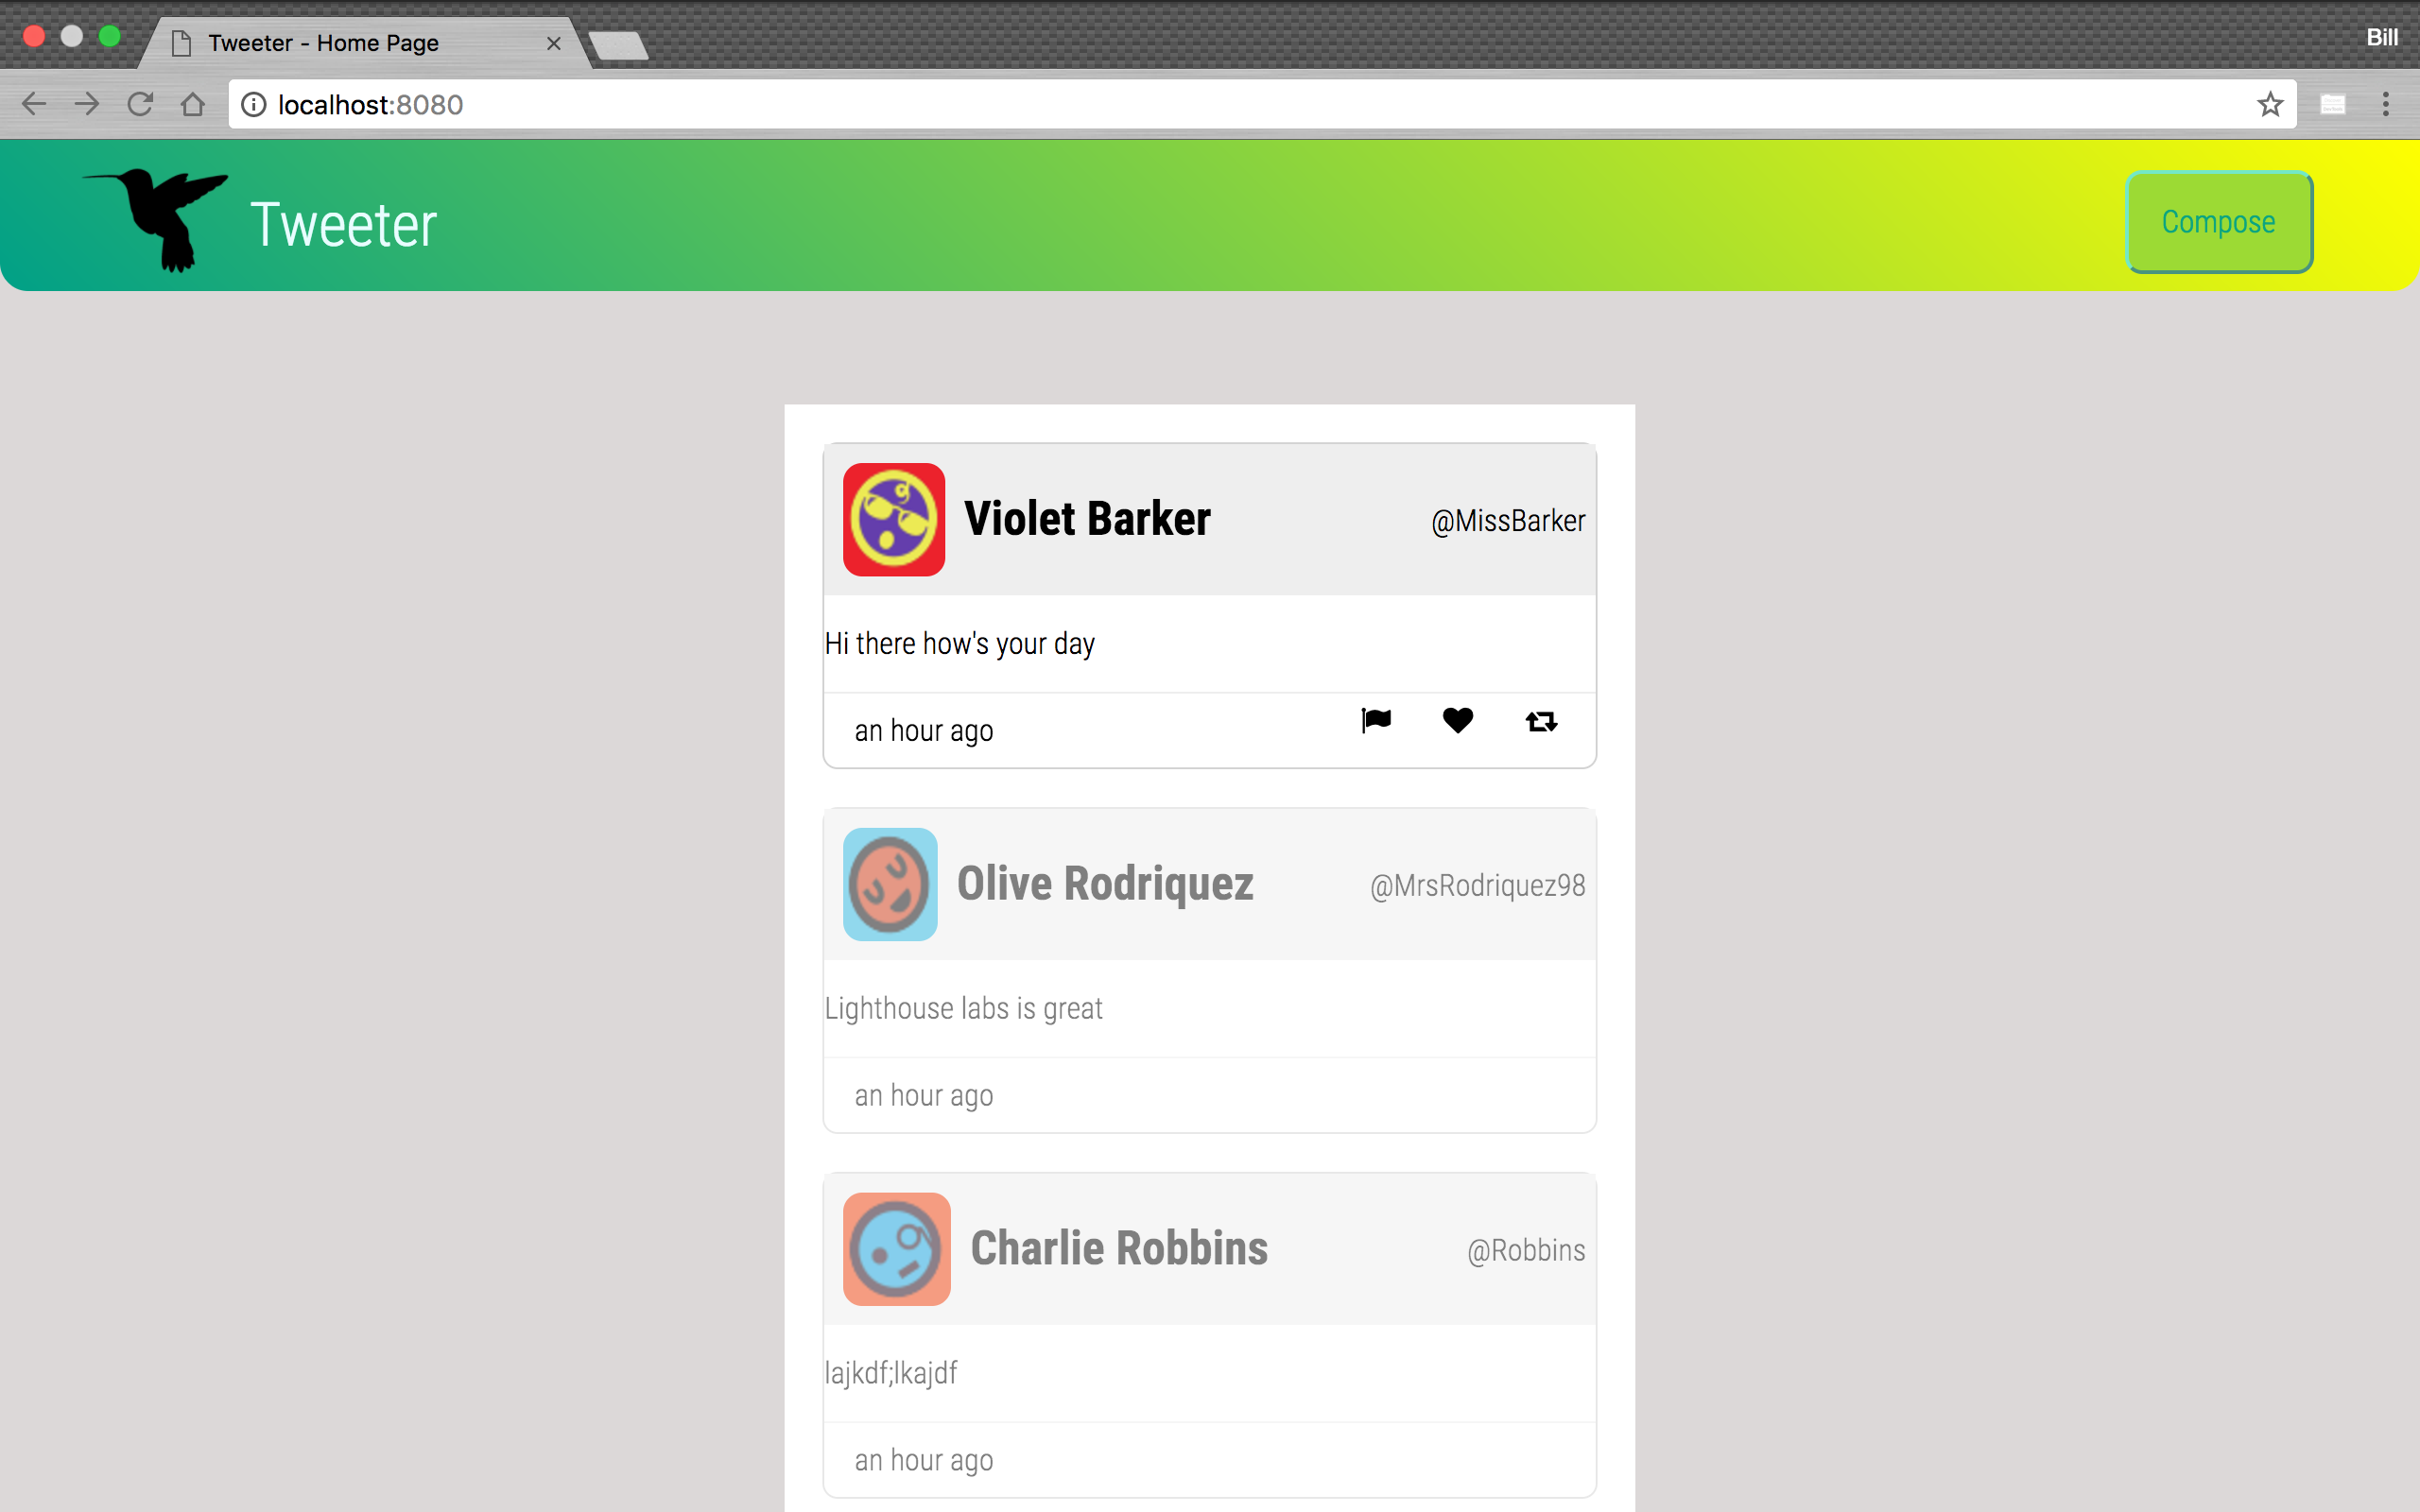 Tweeter - Home Page
Bill
localhost:8080
Tweeter
Compose
Violet Barker @MissBarker
Hi there how's your day
an hour ago
Olive Rodriquez @MrsRodriquez98
Lighthouse labs is great
an hour ago
Charlie Robbins @Robbins
lajkdf;lkajdf
an hour ago